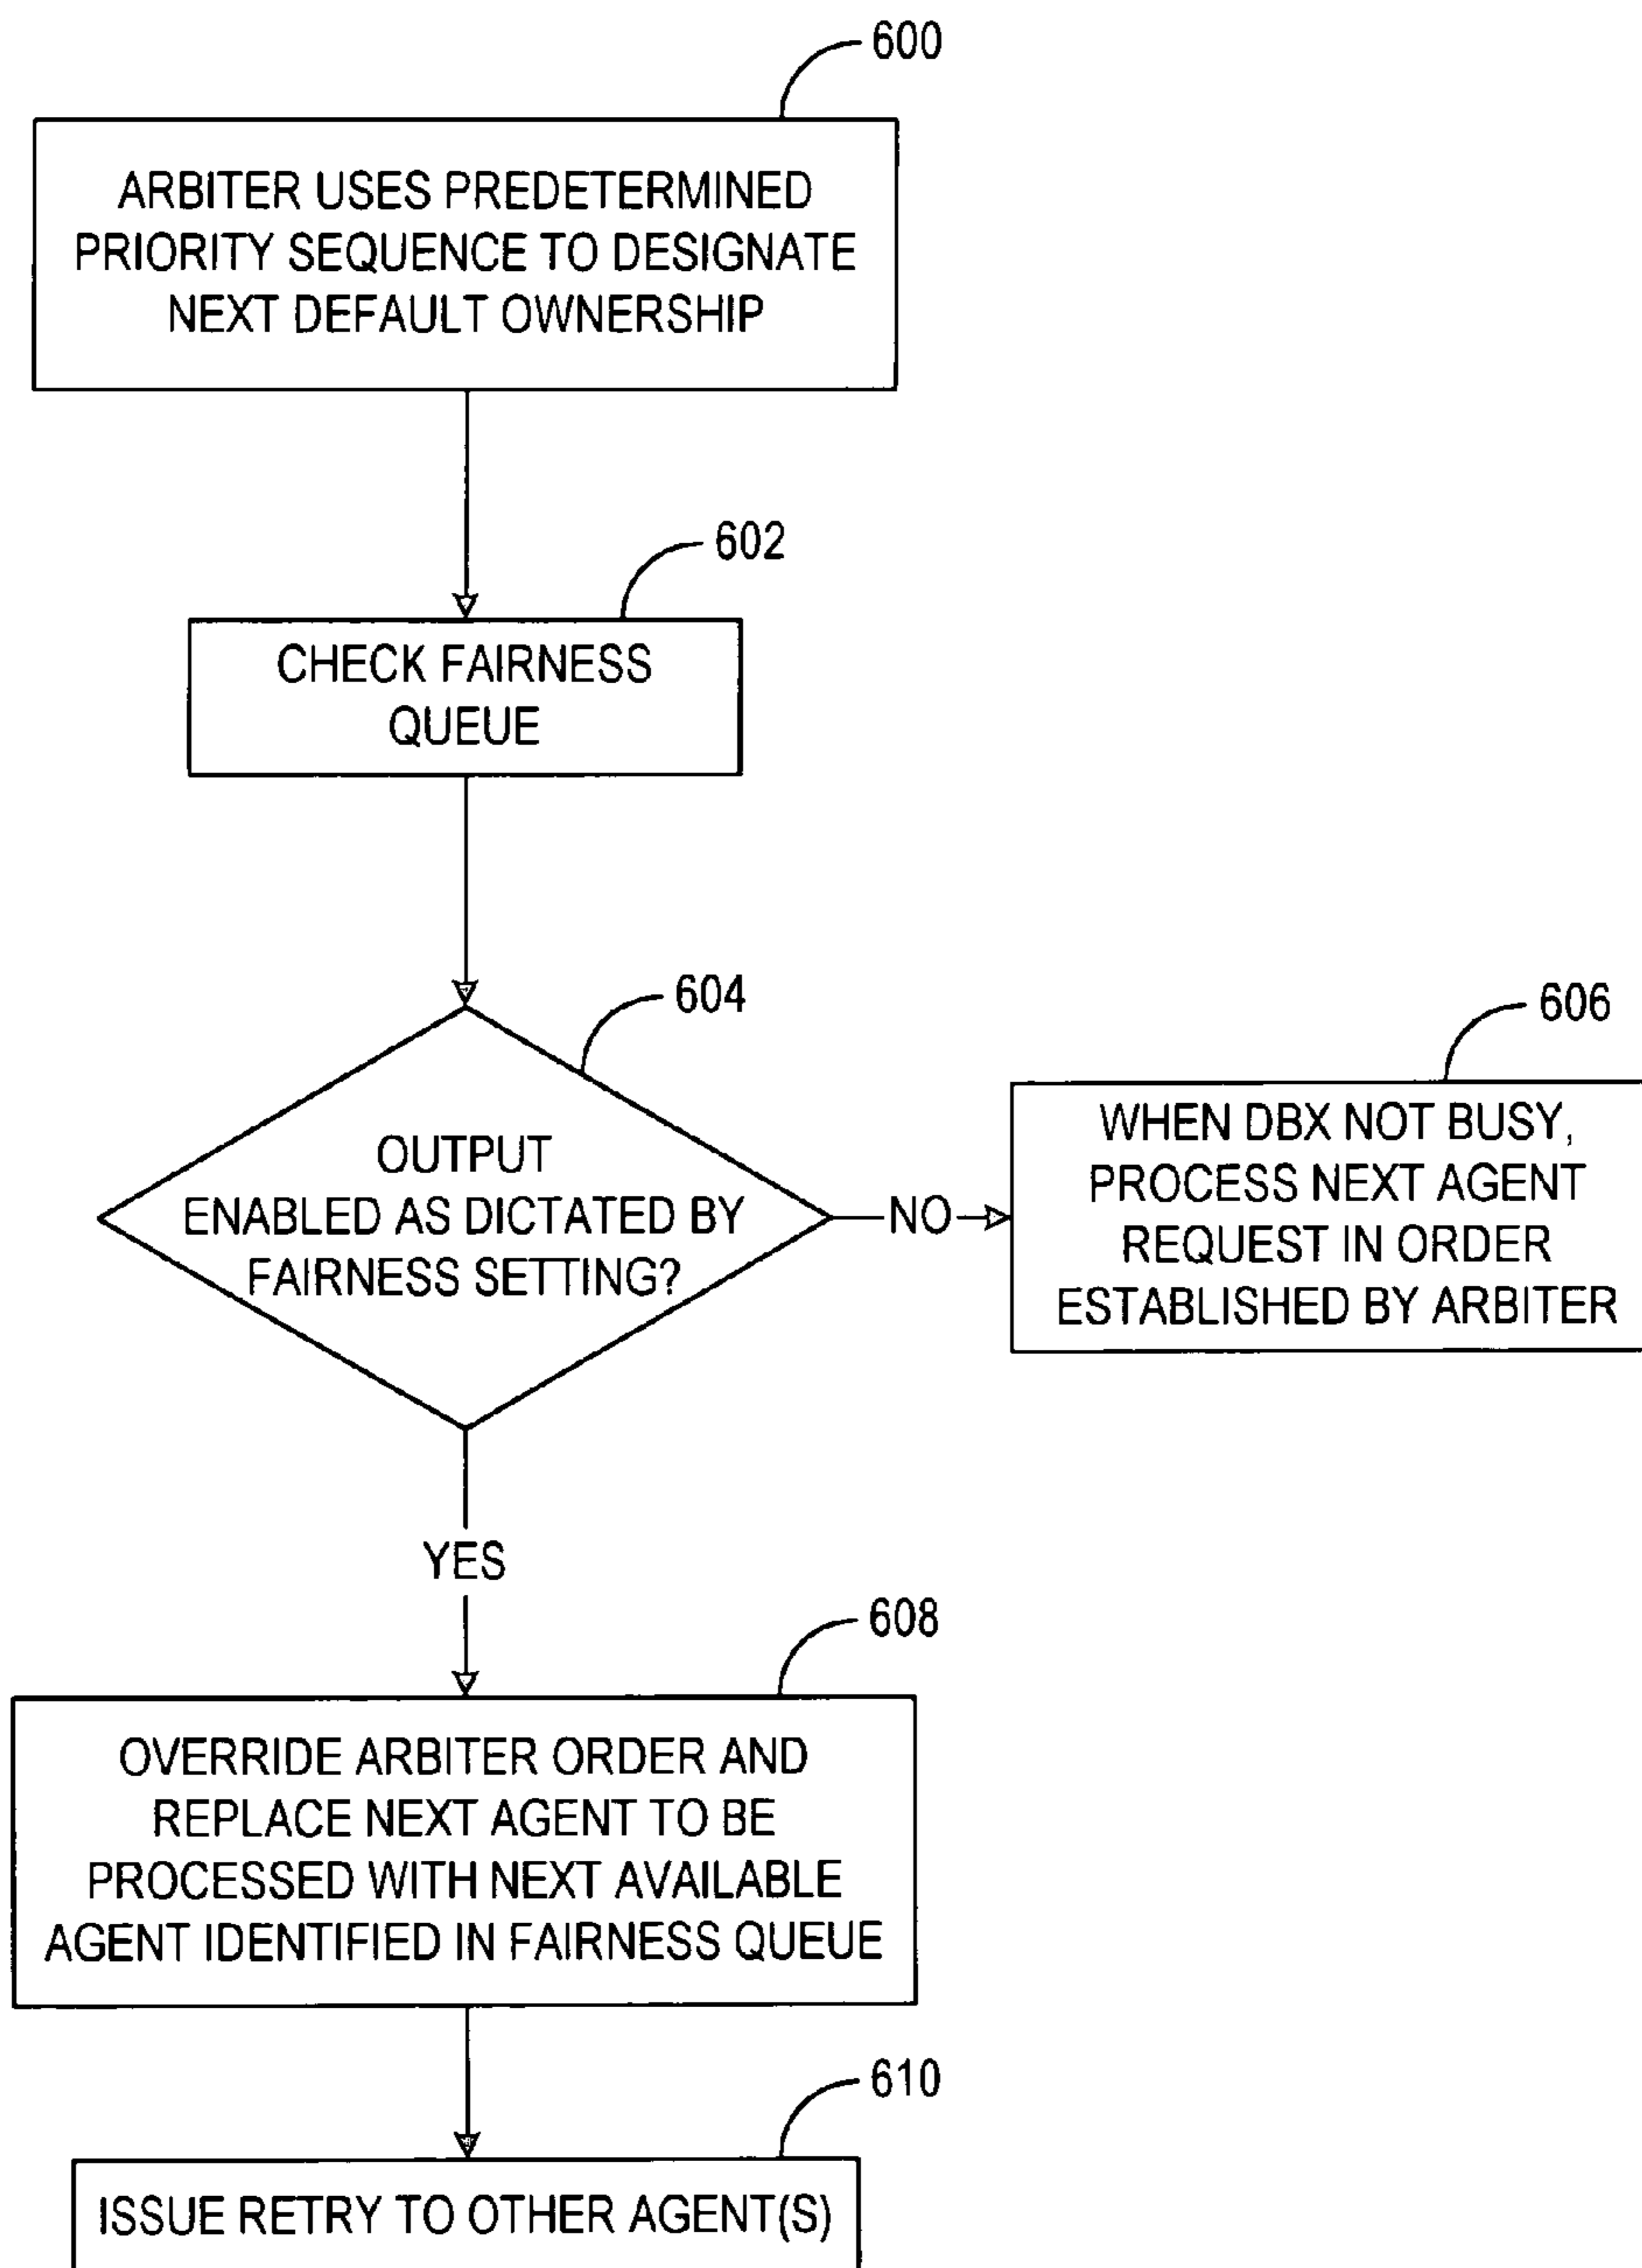 600
ARBITER USES PREDETERMINED
PRIORITY SEQUENCE TO DESIGNATE
NEXT DEFAULT OWNERSHIP
602
CHECK FAIRNESS
QUEUE
604
OUTPUT
ENABLED AS DICTATED BY
FAIRNESS SETTING?
NO
606
WHEN DBX NOT BUSY,
PROCESS NEXT AGENT
REQUEST IN ORDER
ESTABLISHED BY ARBITER
YES
608
OVERRIDE ARBITER ORDER AND
REPLACE NEXT AGENT TO BE
PROCESSED WITH NEXT AVAILABLE
AGENT IDENTIFIED IN FAIRNESS QUEUE
610
ISSUE RETRY TO OTHER AGENT(S)